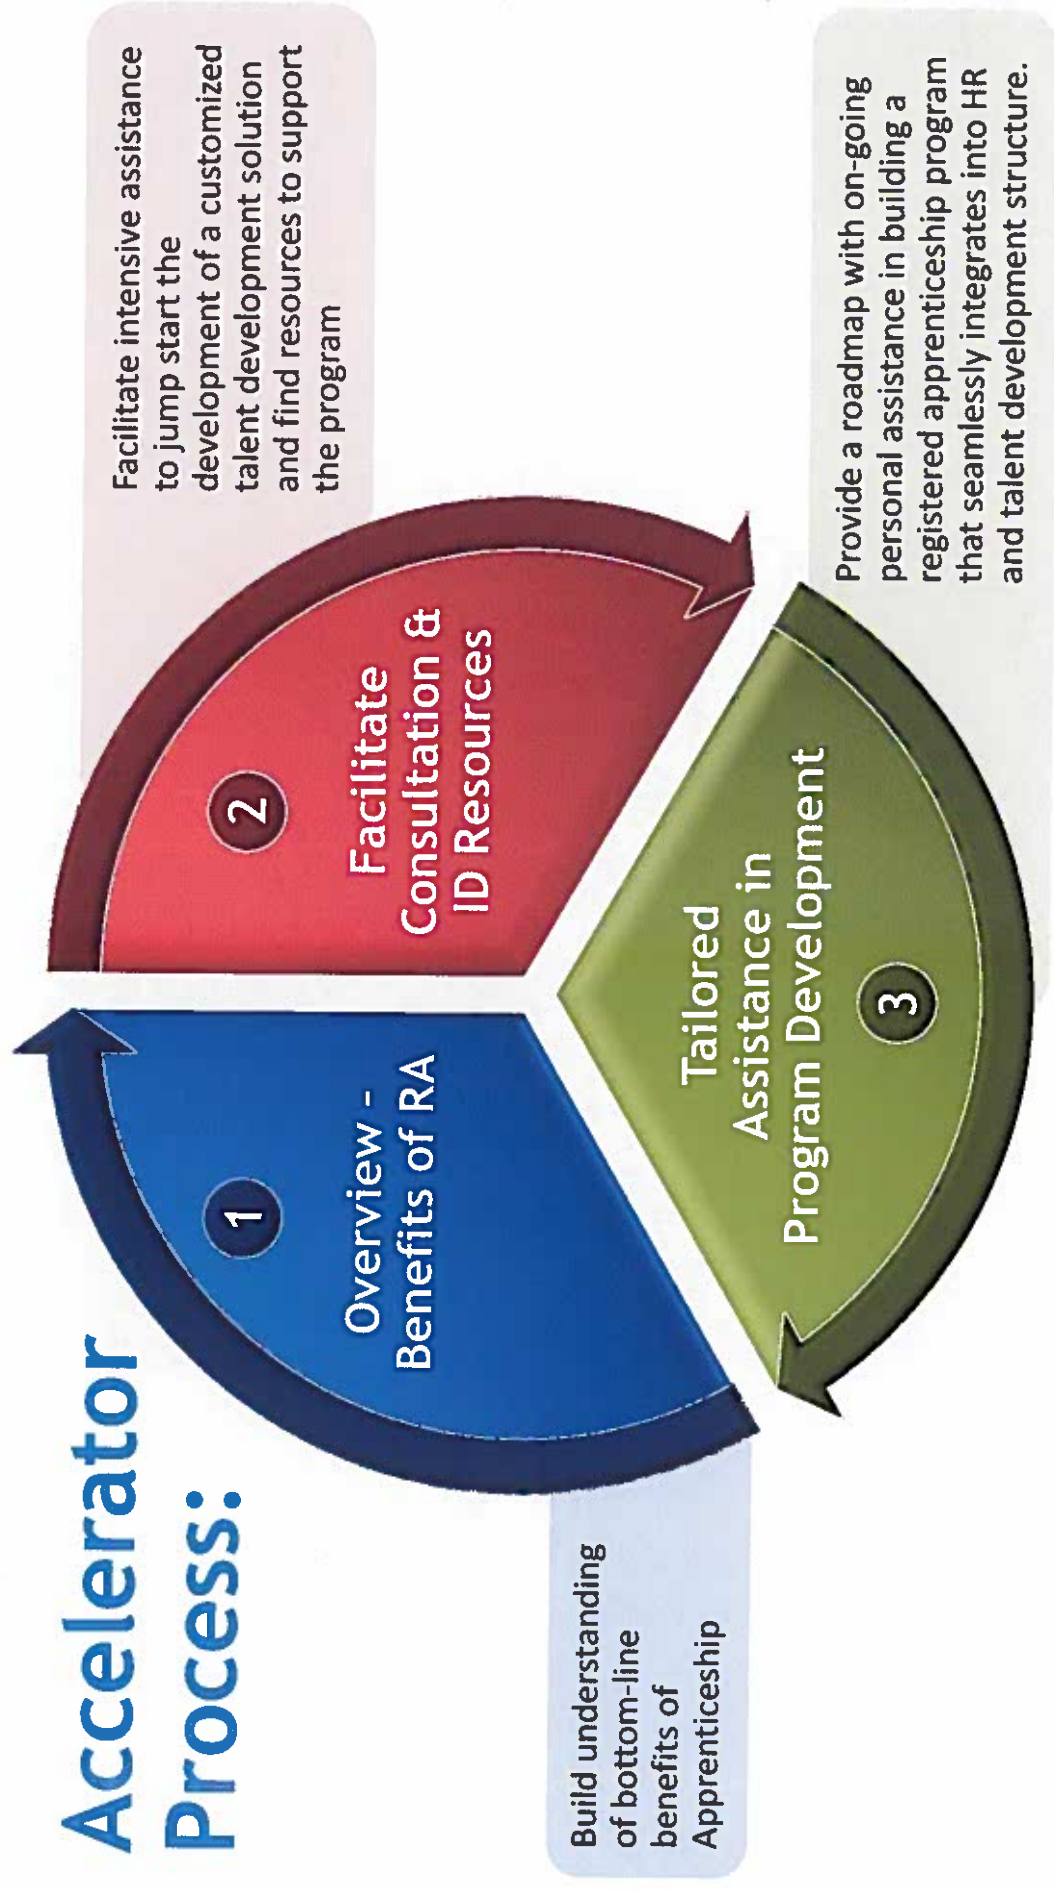 Accelerator
Process:
1
Overview -
Benefits of RA
Build understanding
of bottom-line
benefits of
Apprenticeship
2
Facilitate
Consultation &
ID Resources
Facilitate intensive assistance
to jump start the
development of a customized
talent development solution
and find resources to support
the program
3
Tailored
Assistance in
Program Development
Provide a roadmap with on-going
personal assistance in building a
registered apprenticeship program
that seamlessly integrates into HR
and talent development structure.